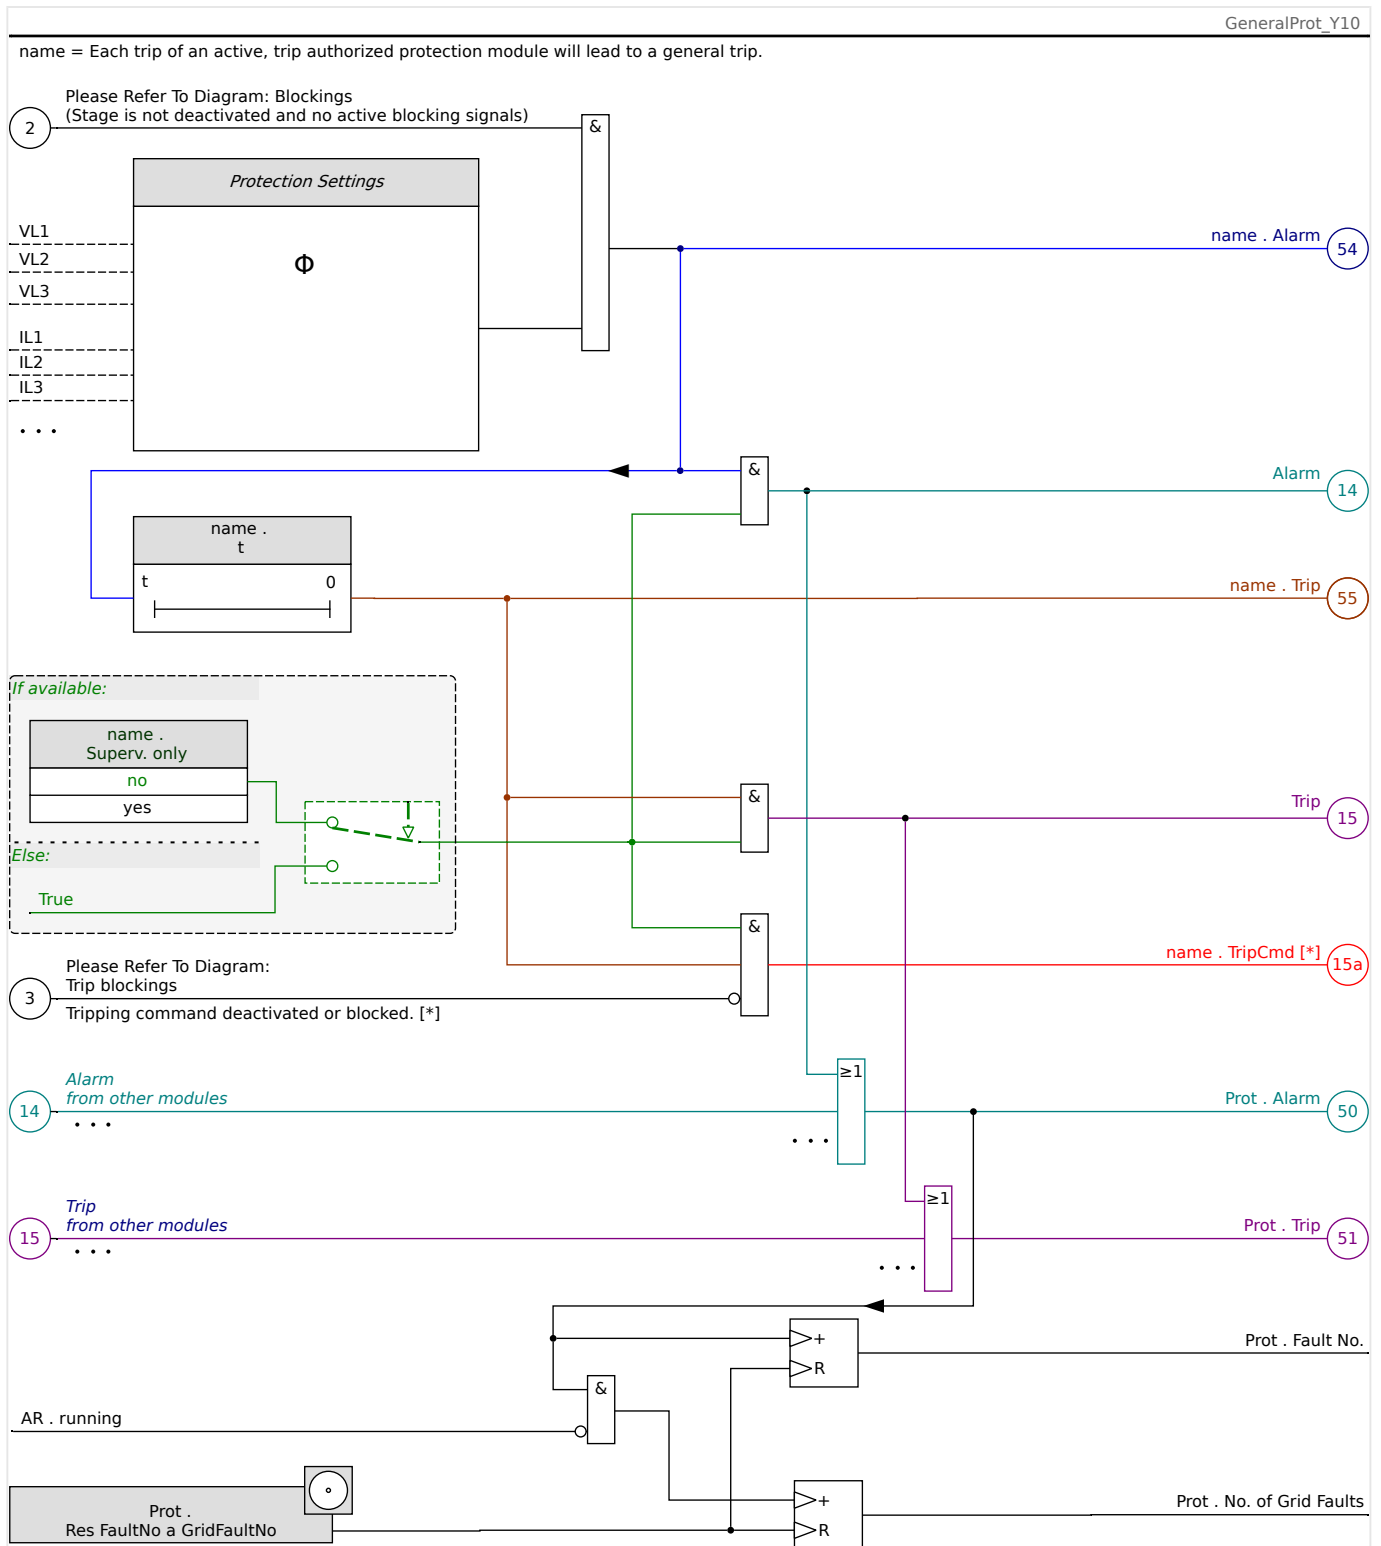 GeneralProt_Y10
name = Each trip of an active, trip authorized protection module will lead to a general trip.
Please Refer To Diagram: Blockings
(Stage is not deactivated and no active blocking signals)
2
&
Protection Settings
Φ
VL1
VL2
VL3
IL1
IL2
IL3
. . .
name . Alarm
54
&
Alarm
14
name .
t
t 0
name . Trip
55
If available:
name .
Superv. only
no
yes
Else:
True
&
Trip
15
&
name . TripCmd [*]
15a
Please Refer To Diagram:
Trip blockings
3
Tripping command deactivated or blocked. [*]
Alarm
from other modules
14
. . .
≥1
. . .
Prot . Alarm
50
Trip
from other modules
15
. . .
≥1
. . .
Prot . Trip
51
+
R
Prot . Fault No.
&
AR . running
Prot .
Res FaultNo a GridFaultNo
+
R
Prot . No. of Grid Faults